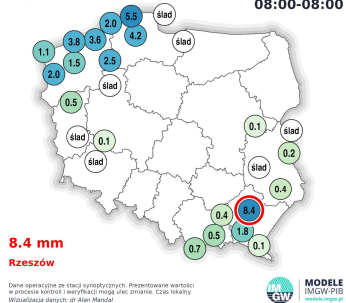 08:00-08:00
ślad
5.5
2.0
4.2
3.6
3.8
ślad
1.1
1.5
2.5
2.0
ślad
0.5
0.1
ślad
ślad
0.1
ślad
0.2
ślad
0.4
0.4
8.4
0.5
1.8
0.7
0.1
8.4 mm
Rzeszów
Dane operacyjne ze stacji synoptycznych. Prezentowane wartości
w procesie kontroli i weryfikacji mogą ulec zmianie. Czas lokalny.
Wizualizacja danych: dr Alan Mandal
IM
GW
MODELE
IMGW-PIB
modele.imgw.pl